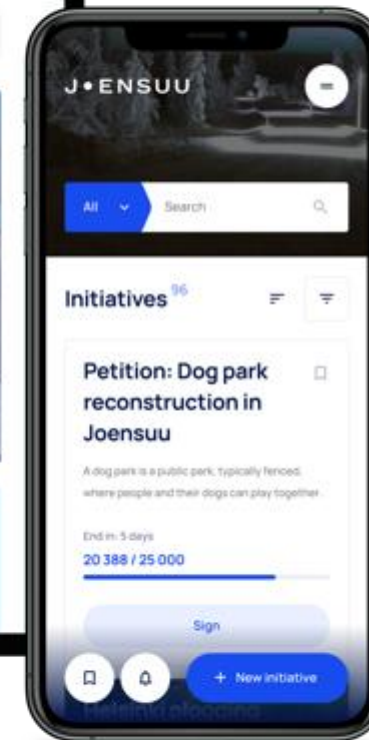 J•ENSUU
All
Search
Initiatives 96
Petition: Dog park
reconstruction in
Joensuu
A dog park is a public park, typically fenced,
where people and their dogs can play together.
End in: 5 days
20 388 / 25 000
Sign
+ New initiative
Helsinki